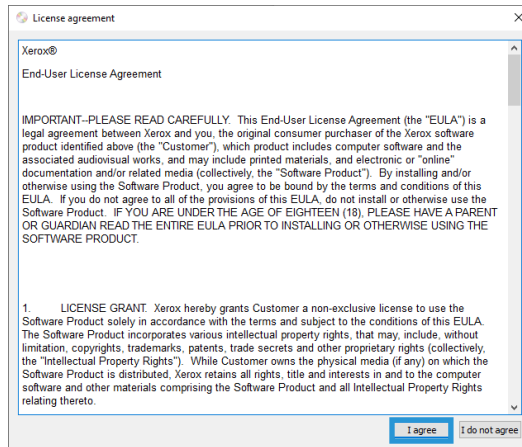 License agreement
Xerox®
End-User License Agreement
IMPORTANT--PLEASE READ CAREFULLY. This End-User License Agreement (the "EULA") is a
legal agreement between Xerox and you, the original consumer purchaser of the Xerox software
product identified above (the "Customer"), which product includes computer software and the
associated audiovisual works, and may include printed materials, and electronic or "online"
documentation and/or related media (collectively, the "Software Product"). By installing and/or
otherwise using the Software Product, you agree to be bound by the terms and conditions of this
EULA. If you do not agree to all of the provisions of this EULA, do not install or otherwise use the
Software Product. IF YOU ARE UNDER THE AGE OF EIGHTEEN (18), PLEASE HAVE A PARENT
OR GUARDIAN READ THE ENTIRE EULA PRIOR TO INSTALLING OR OTHERWISE USING THE
SOFTWARE PRODUCT.
1. LICENSE GRANT. Xerox hereby grants Customer a non-exclusive license to use the
Software Product solely in accordance with the terms and subject to the conditions of this EULA.
The Software Product incorporates various intellectual property rights, that may, include, without
limitation, copyrights, trademarks, patents, trade secrets and other proprietary rights (collectively,
the "Intellectual Property Rights"). While Customer owns the physical media (if any) on which the
Software Product is distributed, Xerox retains all rights, title and interests in and to the computer
software and other materials comprising the Software Product and all Intellectual Property Rights
relating thereto.
I agree I do not agree